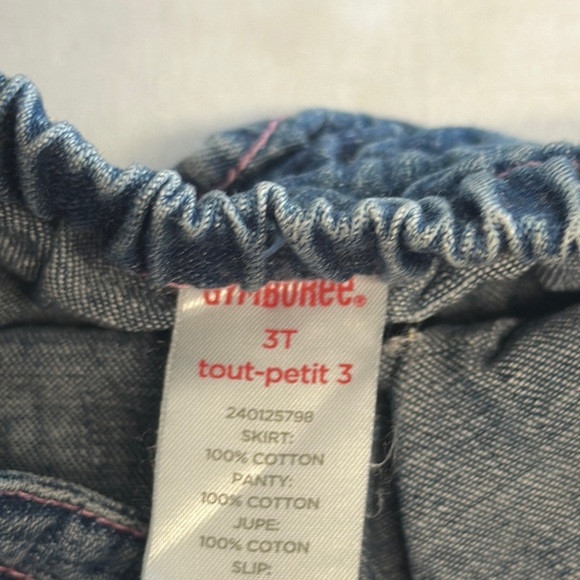 GYMBOREE®
3T
tout-petit 3
240125798
SKIRT:
100% COTTON
PANTY:
100% COTTON
JUPE:
100% COTON
SLIP: